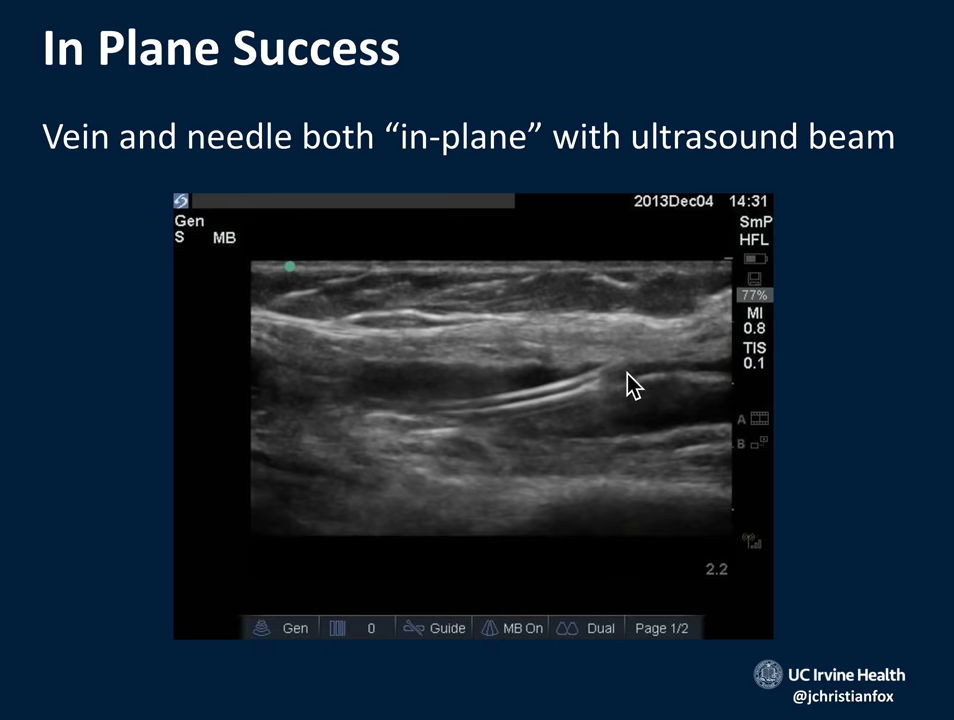 In Plane Success
Vein and needle both “in-plane” with ultrasound beam
2013Dec04 14:31
Gen
S MB
SmP
HFL
77%
MI
0.8
TIS
0.1
A
B
2.2
Gen 0 Guide MB On Dual Page 1/2
UC Irvine Health
@jchristianfox